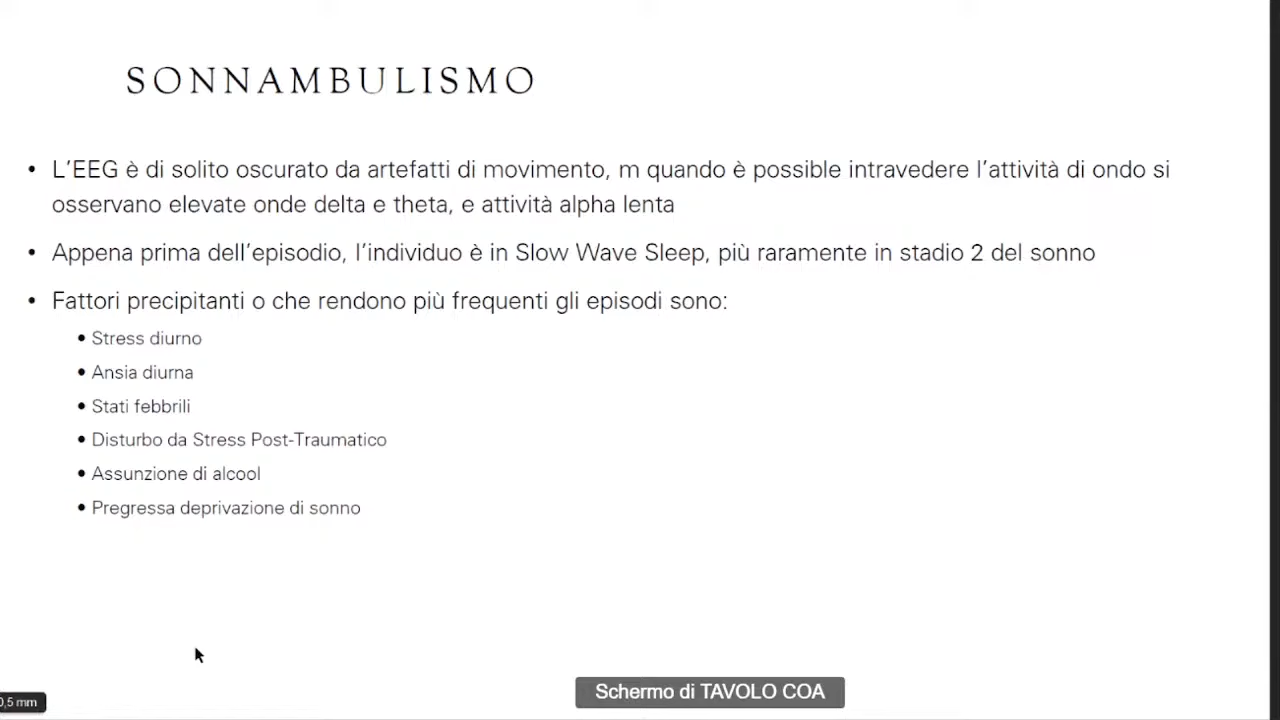 SONNAMBULISMO
• L'EEG è di solito oscurato da artefatti di movimento, m quando è possible intravedere l'attività di ondo si
osservano elevate onde delta e theta, e attività alpha lenta
• Appena prima dell'episodio, l'individuo è in Slow Wave Sleep, più raramente in stadio 2 del sonno
• Fattori precipitanti o che rendono più frequenti gli episodi sono:
• Stress diurno
• Ansia diurna
• Stati febbrili
• Disturbo da Stress Post-Traumatico
• Assunzione di alcool
• Pregressa deprivazione di sonno
0,5 mm
Schermo di TAVOLO COA